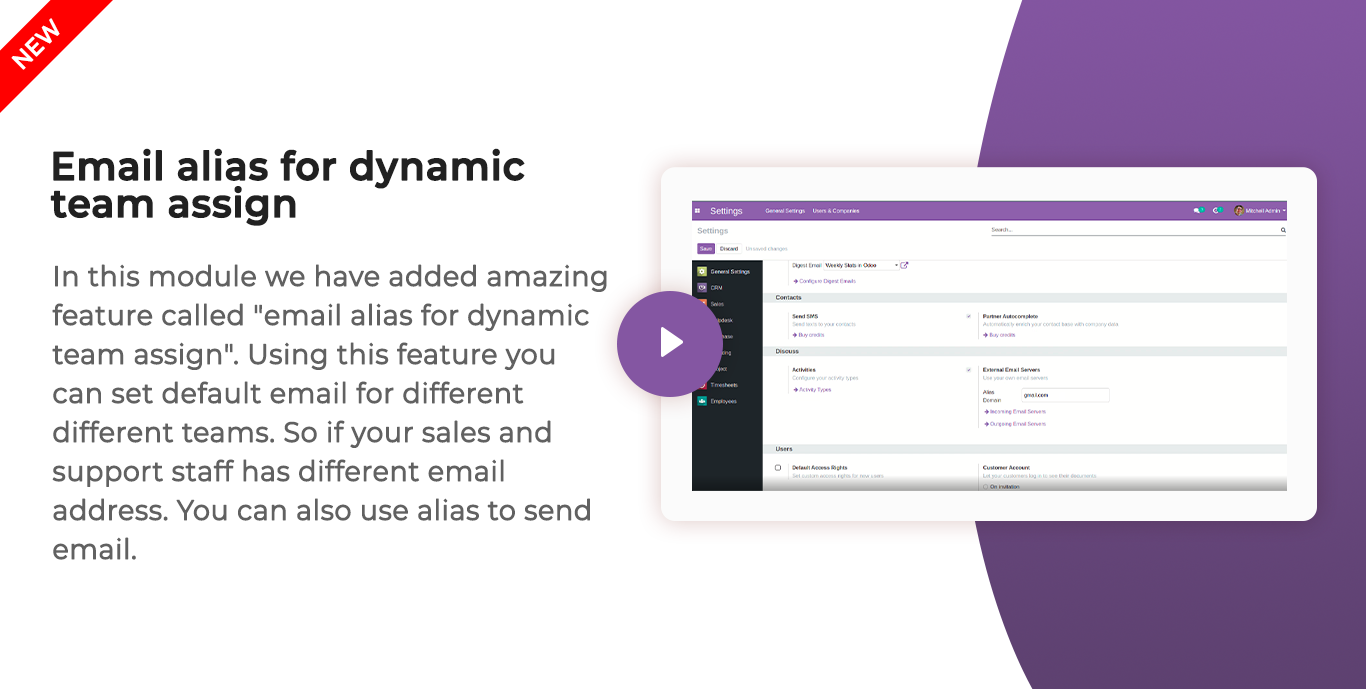 NEW
Email alias for dynamic
team assign
In this module we have added amazing
feature called "email alias for dynamic
team assign". Using this feature you
can set default email for different
different teams. So if your sales and
support staff has different email
address. You can also use alias to send
email.
Settings General Settings Users & Companies Mitchell Admin
Settings Search...
Save Discard Unsaved changes
General Settings
CRM
Sales
Timesheets
Employees
Digest Email Weekly Stats in Odoo
Configure Digest Emails
Contacts
Send SMS Partner Autocomplete
Send texts to your contacts Automatically enrich your contact base with company data
Buy credits Buy credits
Discuss
Activities External Email Servers
Configure your activity types Use your own email servers
Activity Types Alias
Domain gmail.com
Incoming Email Servers
Outgoing Email Servers
Users
Default Access Rights Customer Account
Set custom access rights for new users Let your customers log in to see their documents
On invitation